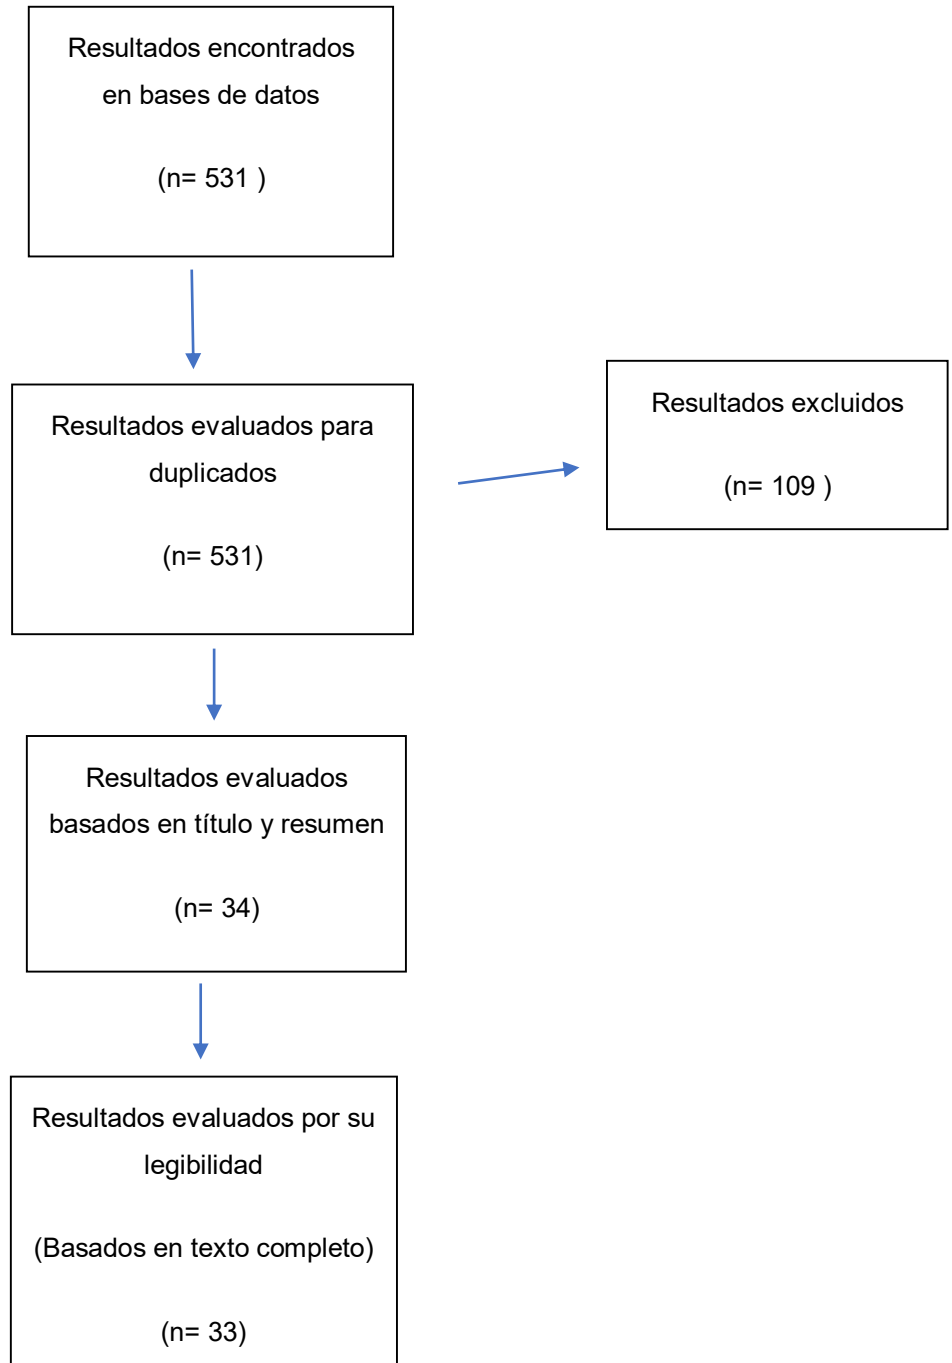 Resultados encontrados
en bases de datos
(n= 531 )
Resultados evaluados para
duplicados
(n= 531)
Resultados excluidos
(n= 109 )
Resultados evaluados
basados en título y resumen
(n= 34)
Resultados evaluados por su
legibilidad
(Basados en texto completo)
(n= 33)